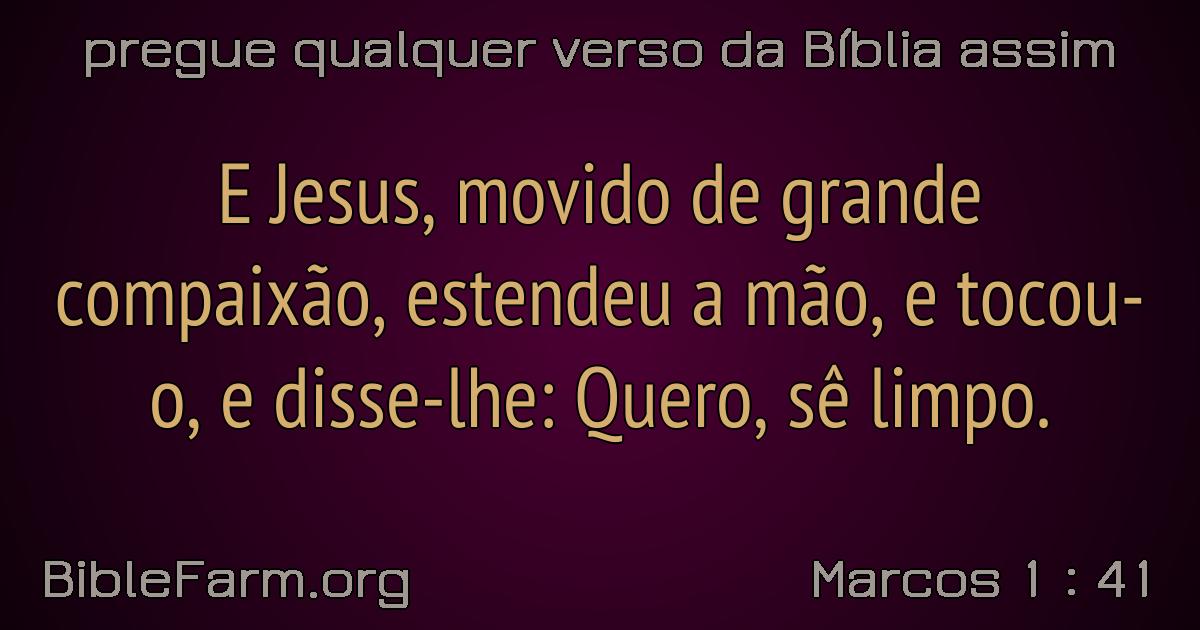 pregue qualquer verso da Bíblia assim
E Jesus, movido de grande
compaixão, estendeu a mão, e tocou-
o, e disse-lhe: Quero, sê limpo.
BibleFarm.org
Marcos 1 : 41